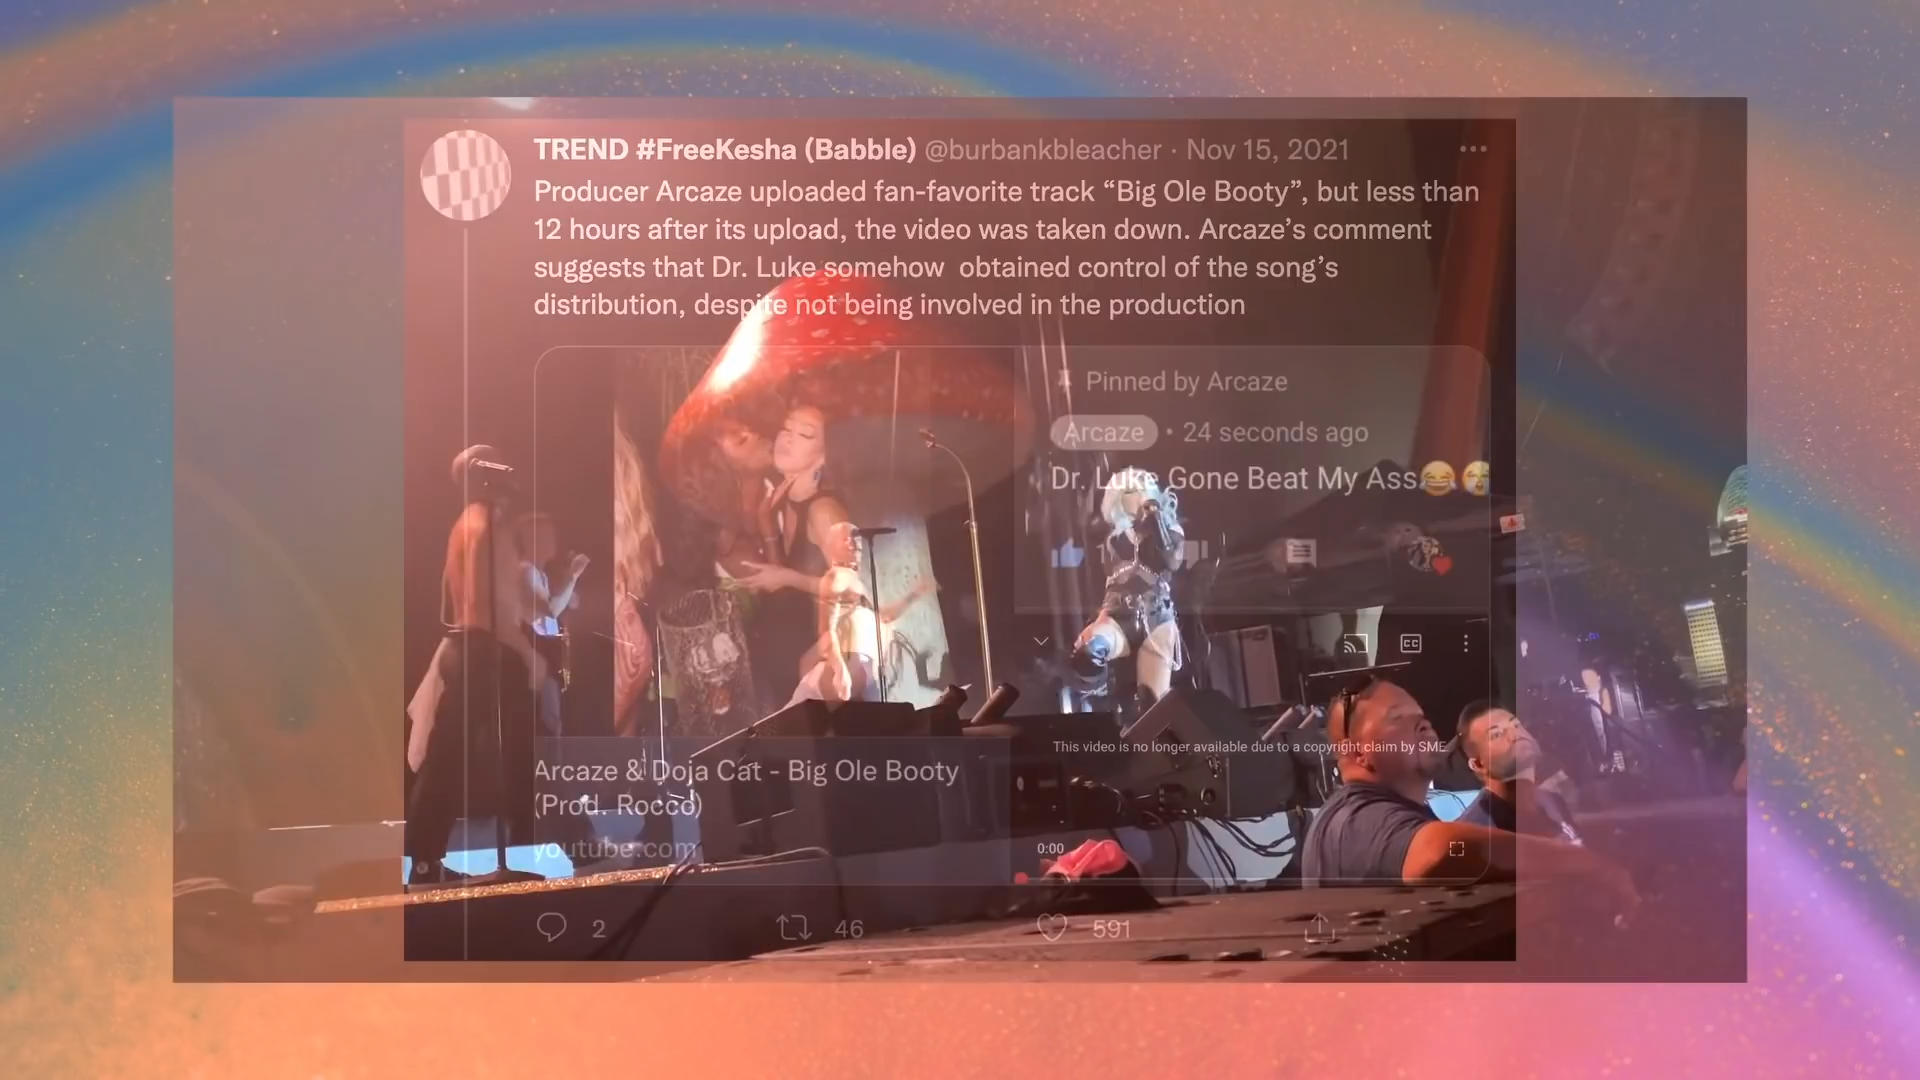 TREND #FreeKesha (Babble) @burbankbleacher · Nov 15, 2021
Producer Arcaze uploaded fan-favorite track “Big Ole Booty”, but less than
12 hours after its upload, the video was taken down. Arcaze’s comment
suggests that Dr. Luke somehow obtained control of the song’s
distribution, despite not being involved in the production
Pinned by Arcaze
Arcaze • 24 seconds ago
Dr. Luke Gone Beat My Ass😂😭
CC
This video is no longer available due to a copyright claim by SME.
Arcaze & Doja Cat - Big Ole Booty
(Prod. Rocco)
youtube.com
0:00
2 46 591